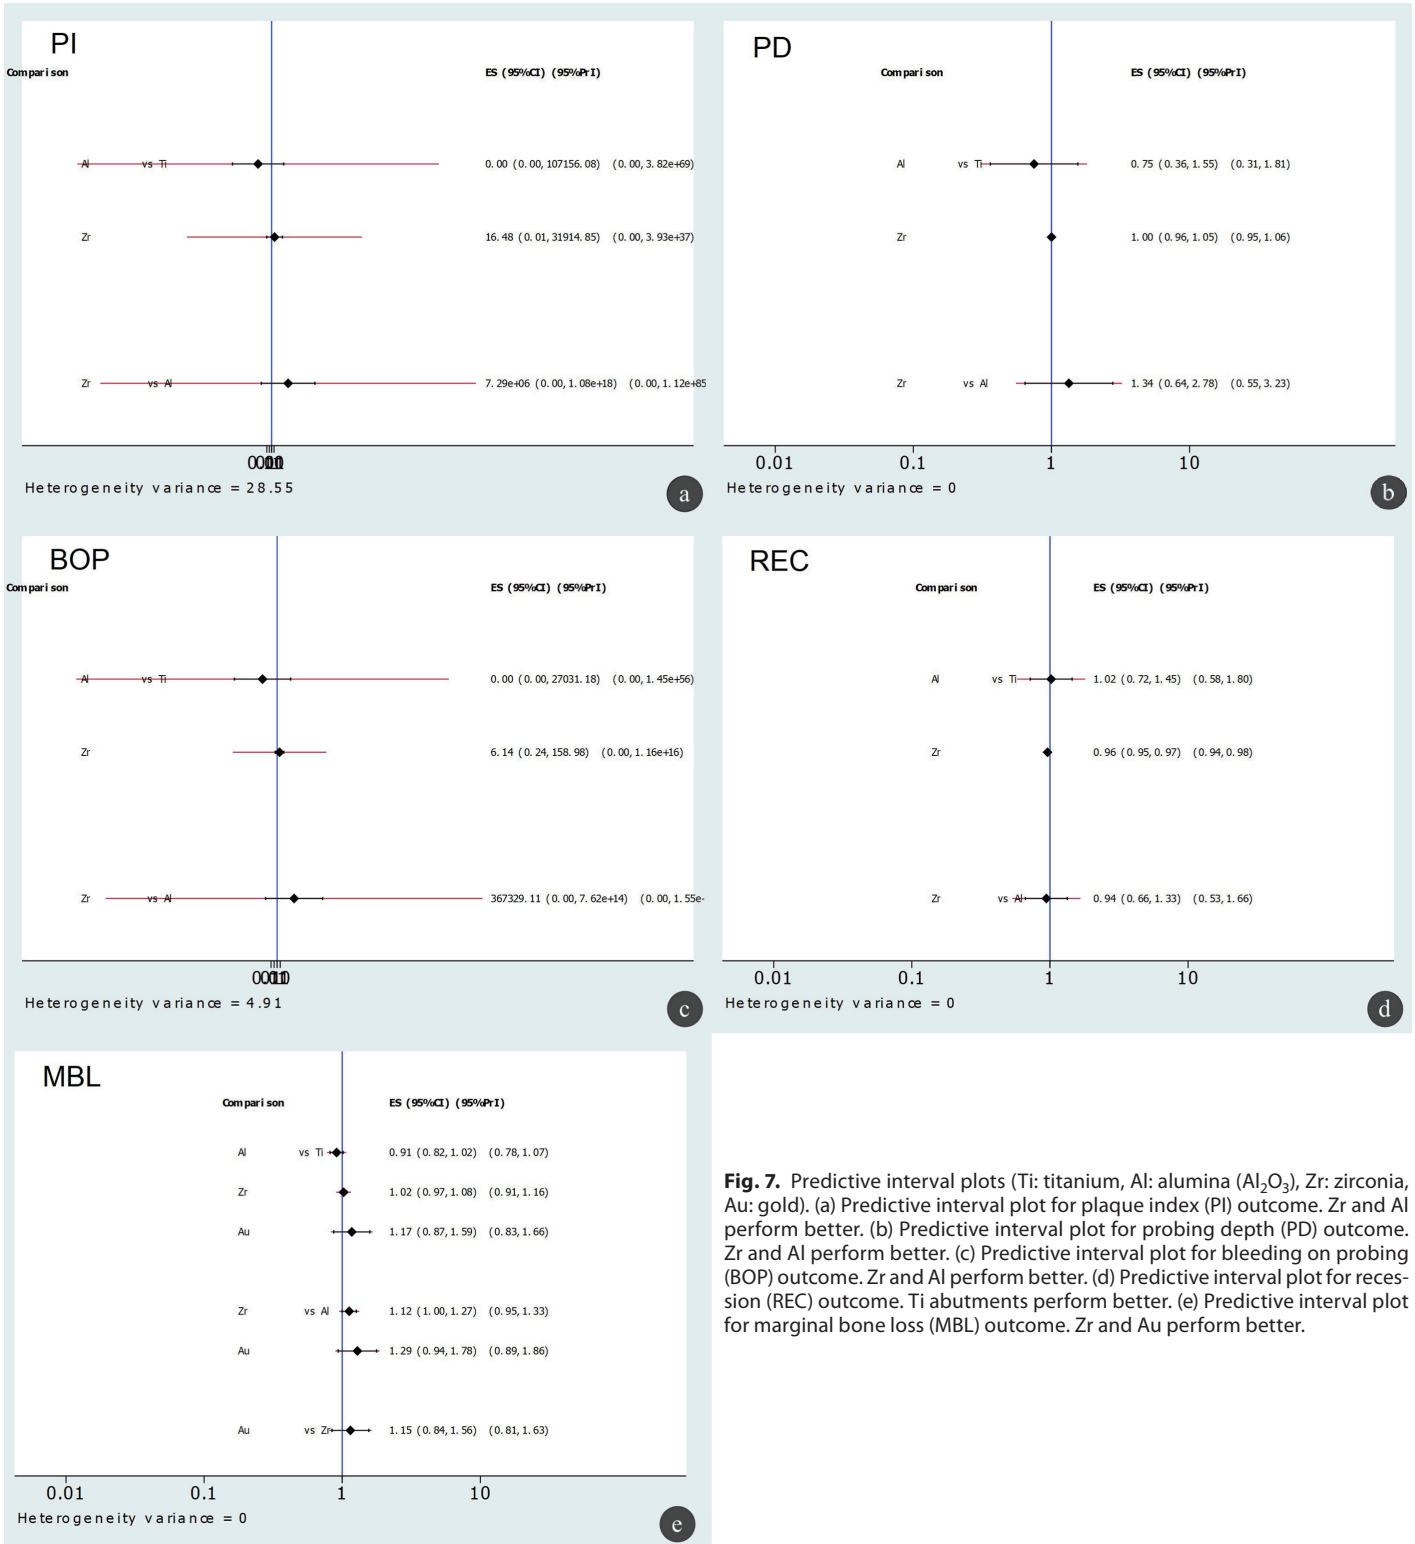 PI
Comparison ES (95%CI) (95%PrI)
Al vs Ti 0.00 (0.00,107156.08) (0.00,3.82e+69)
Zr 16.48 (0.01,31914.85) (0.00,3.93e+37)
Zr vs Al 7.29e+06 (0.00,1.08e+18) (0.00,1.12e+85
Heterogeneity variance = 28.55
a
PD
Comparison ES (95%CI) (95%PrI)
Al vs Ti 0.75 (0.36,1.55) (0.31,1.81)
Zr 1.00 (0.96,1.05) (0.95,1.06)
Zr vs Al 1.34 (0.64,2.78) (0.55,3.23)
0.01 0.1 1 10
Heterogeneity variance = 0
b
BOP
Comparison ES (95%CI) (95%PrI)
Al vs Ti 0.00 (0.00,27031.18) (0.00,1.45e+56)
Zr 6.14 (0.24,158.98) (0.00,1.16e+16)
Zr vs Al 367329.11 (0.00,7.62e+14) (0.00,1.55e-
Heterogeneity variance = 4.91
c
REC
Comparison ES (95%CI) (95%PrI)
Al vs Ti 1.02 (0.72,1.45) (0.58,1.80)
Zr 0.96 (0.95,0.97) (0.94,0.98)
Zr vs Al 0.94 (0.66,1.33) (0.53,1.66)
0.01 0.1 1 10
Heterogeneity variance = 0
d
MBL
Comparison ES (95%CI) (95%PrI)
Al vs Ti 0.91 (0.82,1.02) (0.78,1.07)
Zr 1.02 (0.97,1.08) (0.91,1.16)
Au 1.17 (0.87,1.59) (0.83,1.66)
Zr vs Al 1.12 (1.00,1.27) (0.95,1.33)
Au 1.29 (0.94,1.78) (0.89,1.86)
Au vs Zr 1.15 (0.84,1.56) (0.81,1.63)
0.01 0.1 1 10
Heterogeneity variance = 0
e
Fig. 7. Predictive interval plots (Ti: titanium, Al: alumina (Al₂O₃), Zr: zirconia,
Au: gold). (a) Predictive interval plot for plaque index (PI) outcome. Zr and Al
perform better. (b) Predictive interval plot for probing depth (PD) outcome.
Zr and Al perform better. (c) Predictive interval plot for bleeding on probing
(BOP) outcome. Zr and Al perform better. (d) Predictive interval plot for reces-
sion (REC) outcome. Ti abutments perform better. (e) Predictive interval plot
for marginal bone loss (MBL) outcome. Zr and Au perform better.